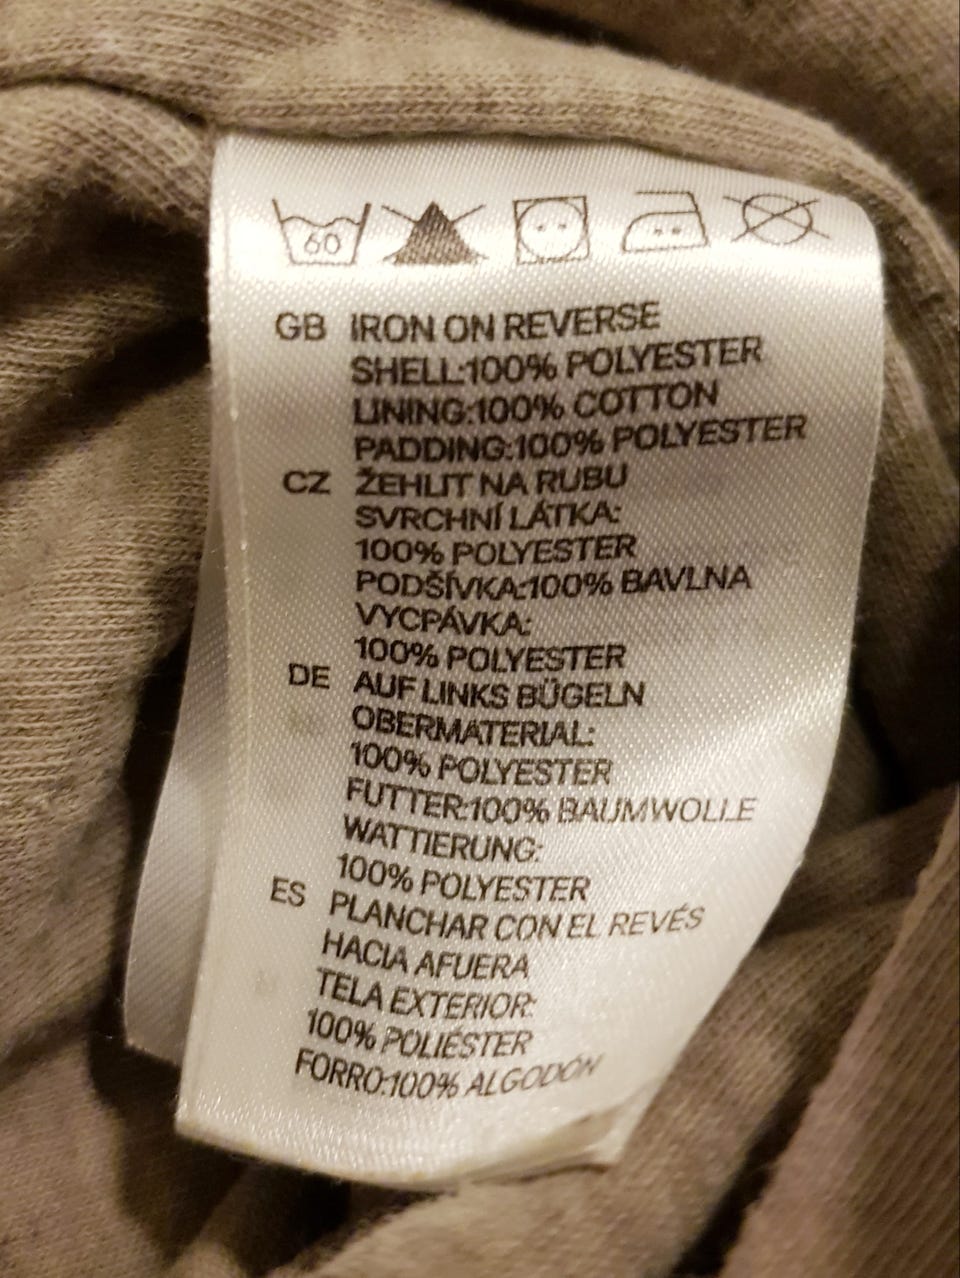 60
GB IRON ON REVERSE
SHELL:100% POLYESTER
LINING:100% COTTON
PADDING:100% POLYESTER
CZ ŽEHLIT NA RUBU
SVRCHNÍ LÁTKA:
100% POLYESTER
PODŠÍVKA:100% BAVLNA
VYCPÁVKA:
100% POLYESTER
DE AUF LINKS BÜGELN
OBERMATERIAL:
100% POLYESTER
FUTTER:100% BAUMWOLLE
WATTIERUNG:
100% POLYESTER
ES PLANCHAR CON EL REVÉS
HACIA AFUERA
TELA EXTERIOR:
100% POLIÉSTER
FORRO:100% ALGODÓN